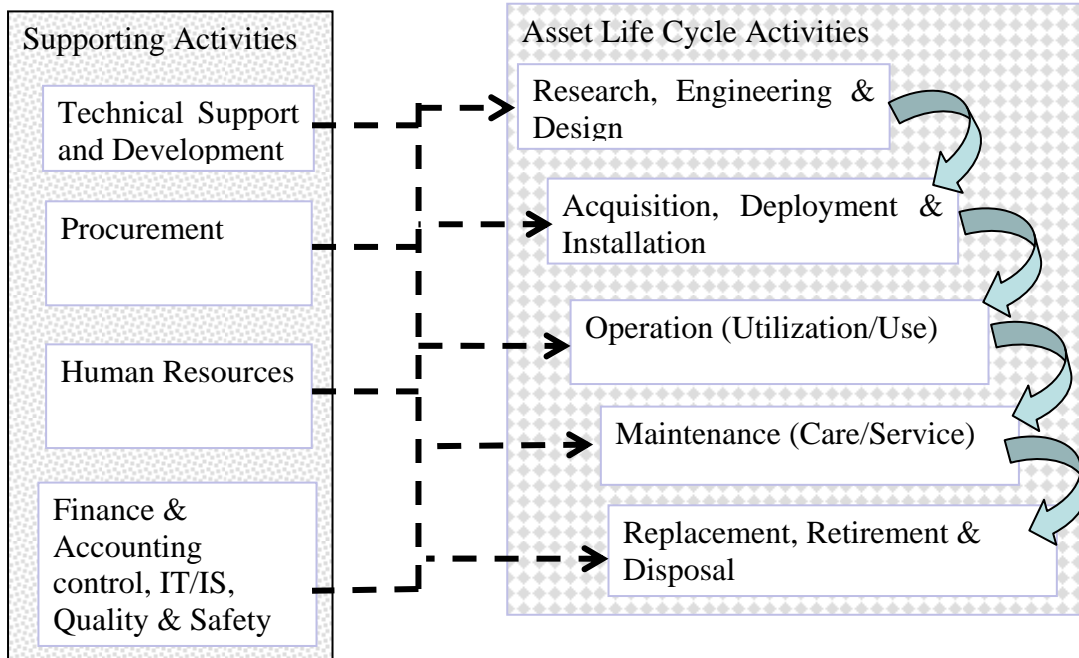 Supporting Activities
Technical Support
and Development
Procurement
Human Resources
Finance &
Accounting
control, IT/IS,
Quality & Safety
Asset Life Cycle Activities
Research, Engineering &
Design
Acquisition, Deployment &
Installation
Operation (Utilization/Use)
Maintenance (Care/Service)
Replacement, Retirement &
Disposal